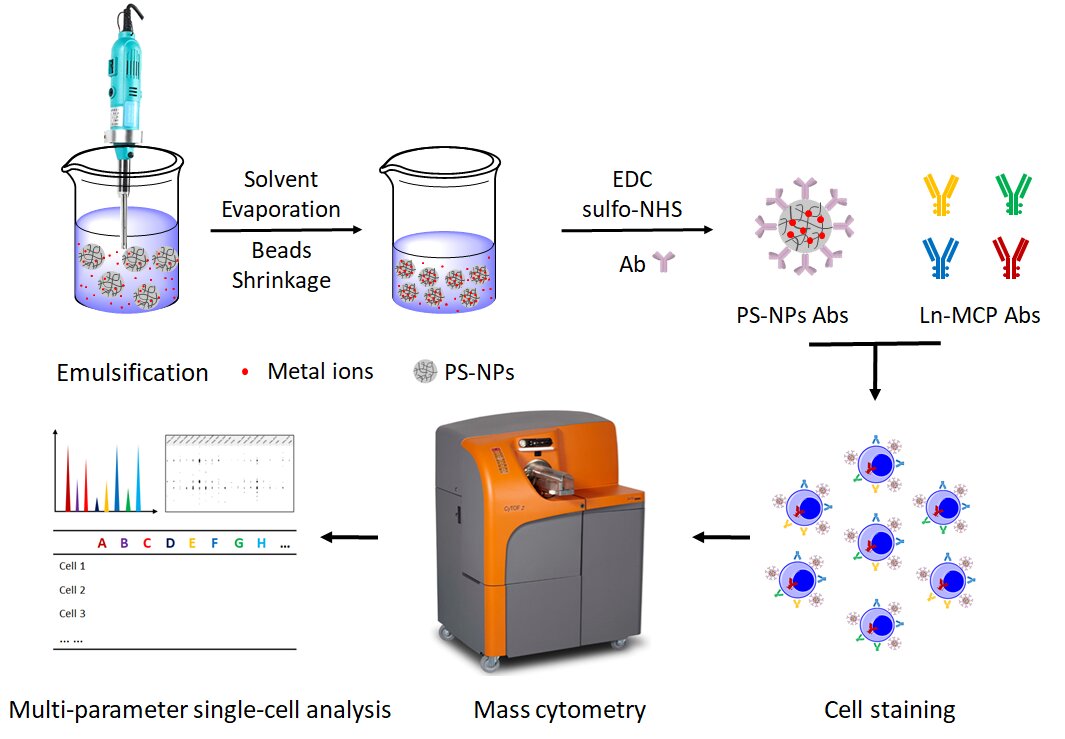 Solvent
Evaporation
Beads
Shrinkage
EDC
sulfo-NHS
Ab
PS-NPs Abs
Ln-MCP Abs
Emulsification
Metal ions
PS-NPs
CyTOF 2
A B C D E F G H ...
Cell 1
Cell 2
Cell 3
... ...
Multi-parameter single-cell analysis
Mass cytometry
Cell staining